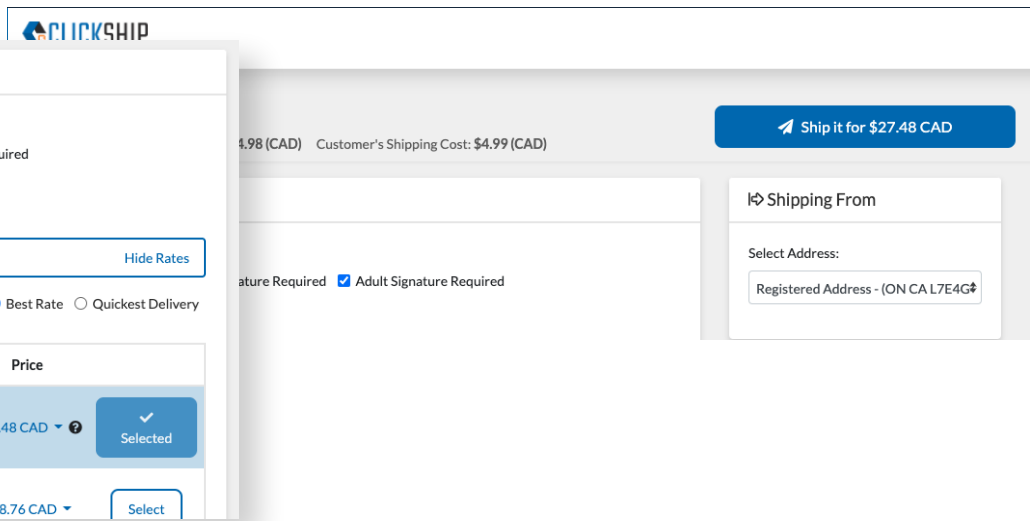 CLICKSHIP
4.98 (CAD) Customer's Shipping Cost: $4.99 (CAD)
Ship it for $27.48 CAD
Shipping From
Select Address:
Registered Address - (ON CA L7E4G
Adult Signature Required
ature Required
uired
Hide Rates
Best Rate
Quickest Delivery
Price
48 CAD
Selected
8.76 CAD
Select